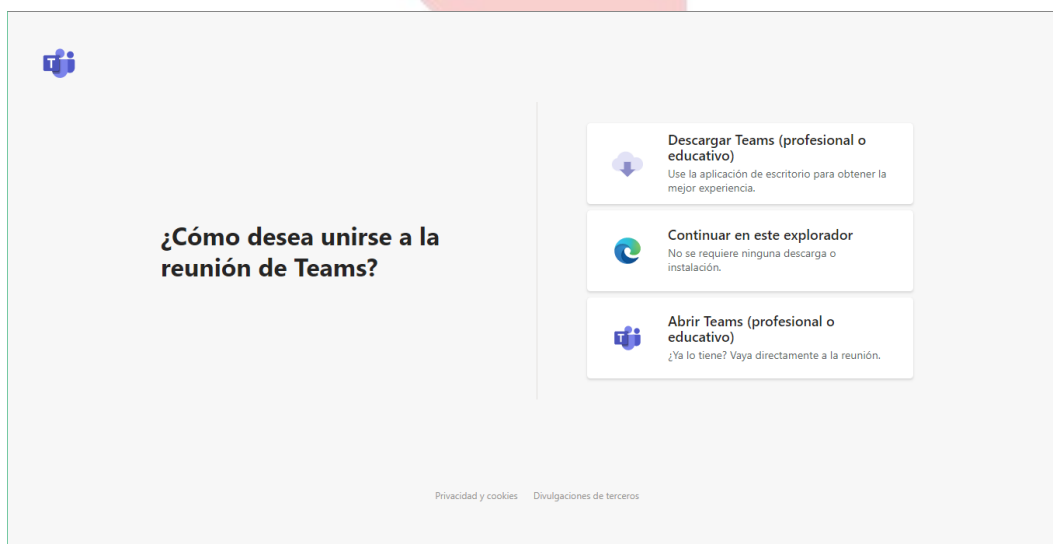 ¿Cómo desea unirse a la
reunión de Teams?
Descargar Teams (profesional o
educativo)
Use la aplicación de escritorio para obtener la
mejor experiencia.
Continuar en este explorador
No se requiere ninguna descarga o
instalación.
Abrir Teams (profesional o
educativo)
¿Ya lo tiene? Vaya directamente a la reunión.
Privacidad y cookies Divulgaciones de terceros